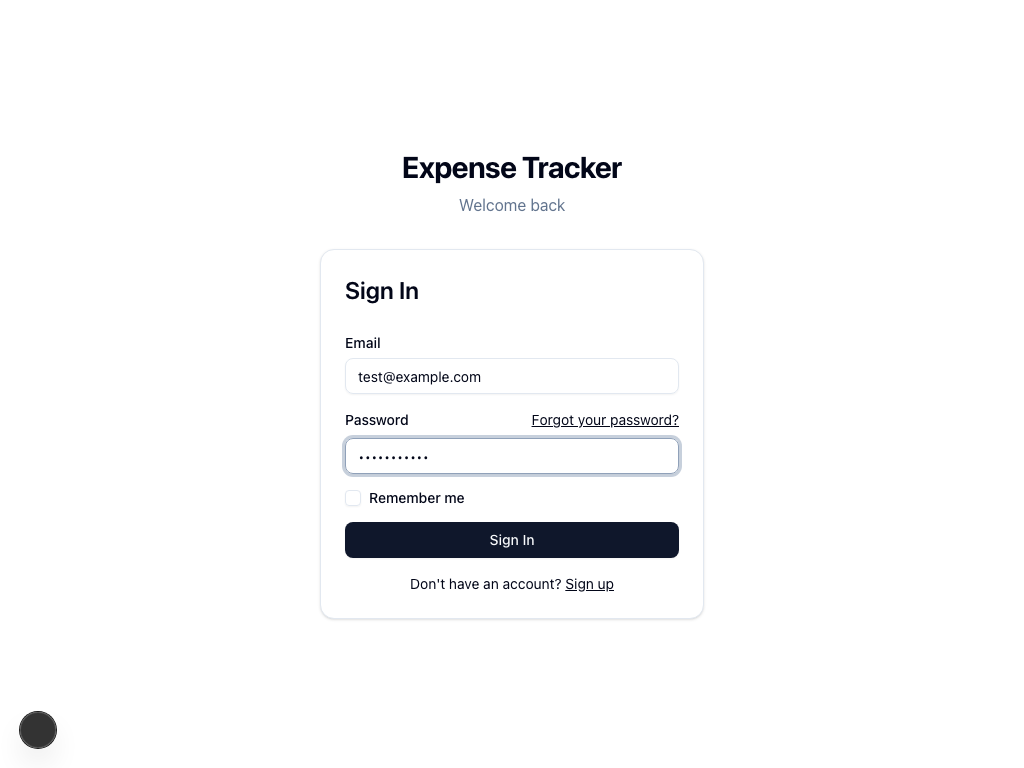 Expense Tracker
Welcome back
Sign In
Email
test@example.com
Password Forgot your password?
•••••••••••
Remember me
Sign In
Don't have an account? Sign up